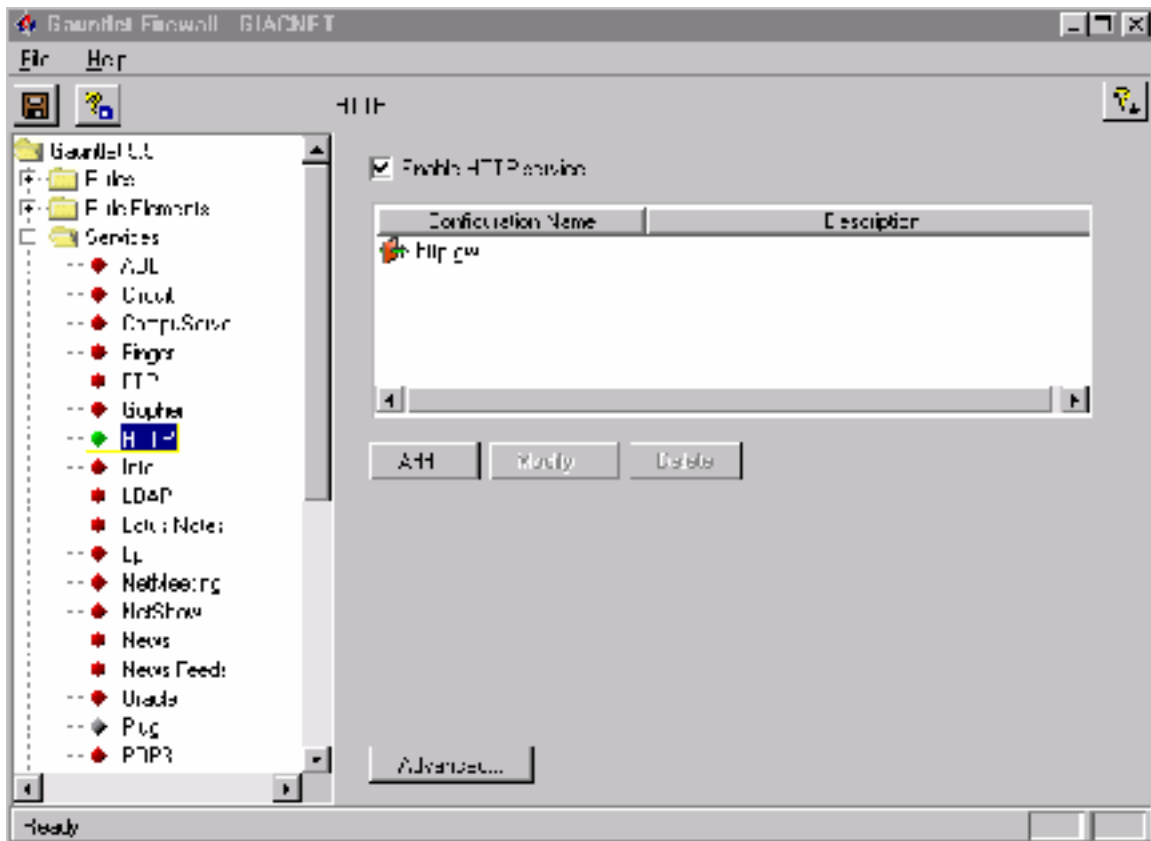 Gauntlet Firewall GIACNET
File Help
HTTP
Gauntlet
Rules
Rule Elements
Services
AOL
Circuit
CompuServe
Finger
FTP
Gopher
HTTP
Info
LDAP
Lotus Notes
Lp
NetMeeting
NetShow
News
News Feeds
Oracle
Plug
POP3
Enable HTTP service
Configuration Name Description
http gw
Add Modify Delete
Advanced...
Ready